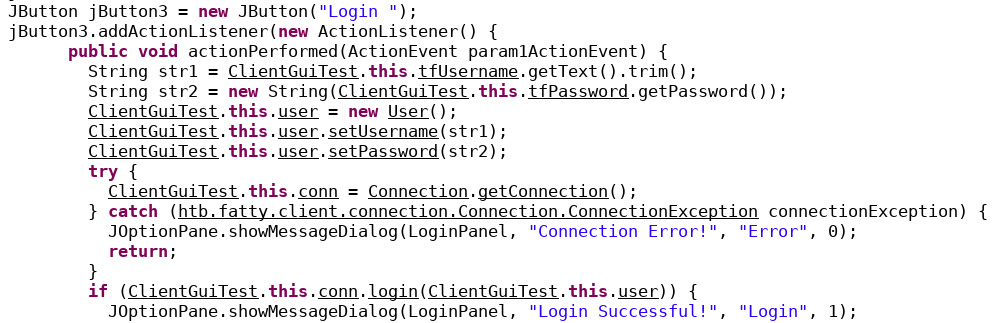 JButton jButton3 = new JButton("Login ");
jButton3.addActionListener(new ActionListener() {
public void actionPerformed(ActionEvent param1ActionEvent) {
String str1 = ClientGuiTest.this.tfUsername.getText().trim();
String str2 = new String(ClientGuiTest.this.tfPassword.getPassword());
ClientGuiTest.this.user = new User();
ClientGuiTest.this.user.setUsername(str1);
ClientGuiTest.this.user.setPassword(str2);
try {
ClientGuiTest.this.conn = Connection.getConnection();
} catch (htb.fatty.client.connection.Connection.ConnectionException connectionException) {
JOptionPane.showMessageDialog(LoginPanel, "Connection Error!", "Error", 0);
return;
}
if (ClientGuiTest.this.conn.login(ClientGuiTest.this.user)) {
JOptionPane.showMessageDialog(LoginPanel, "Login Successful!", "Login", 1);